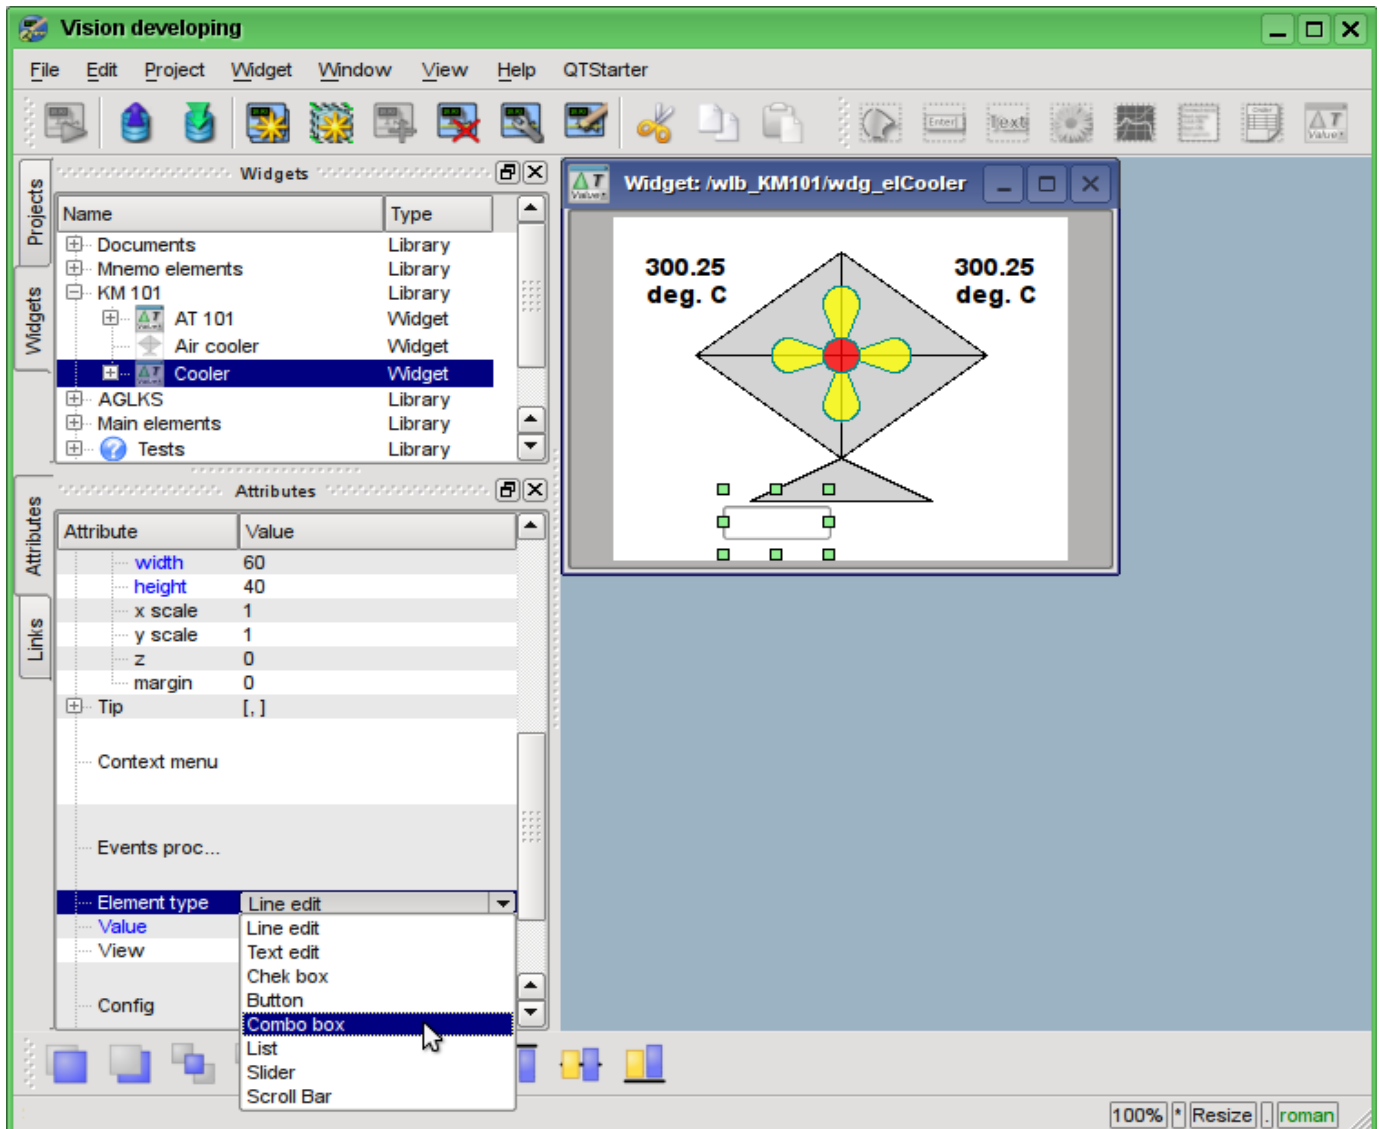 Vision developing
File Edit Project Widget Window View Help QTStarter
Enter Text
Projects
Widgets
Widgets
Name Type
Documents Library
Mnemo elements Library
KM 101 Library
AT 101 Widget
Air cooler Widget
Cooler Widget
AGLKS Library
Main elements Library
Tests Library
Attributes
Links
Attributes
Attribute Value
width 60
height 40
x scale 1
y scale 1
z 0
margin 0
Tip [, ]
Context menu
Events proc...
Element type Line edit
Value
View
Config
Line edit
Text edit
Chek box
Button
Combo box
List
Slider
Scroll Bar
Widget: /wlb_KM101/wdg_elCooler
300.25
deg. C
300.25
deg. C
100% * Resize . roman